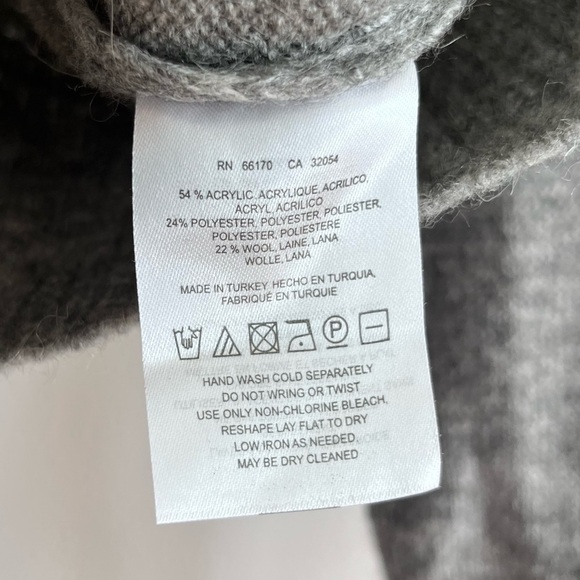 RN 66170 CA 32054
54 % ACRYLIC, ACRYLIQUE, ACRILICO,
ACRYL, ACRILICO
24% POLYESTER, POLYESTER, POLIESTER,
POLYESTER, POLIESTERE
22 % WOOL, LAINE, LANA
WOLLE, LANA
MADE IN TURKEY HECHO EN TURQUIA,
FABRIQUÉ EN TURQUIE
P
HAND WASH COLD SEPARATELY
DO NOT WRING OR TWIST
USE ONLY NON-CHLORINE BLEACH.
RESHAPE LAY FLAT TO DRY
LOW IRON AS NEEDED.
MAY BE DRY CLEANED